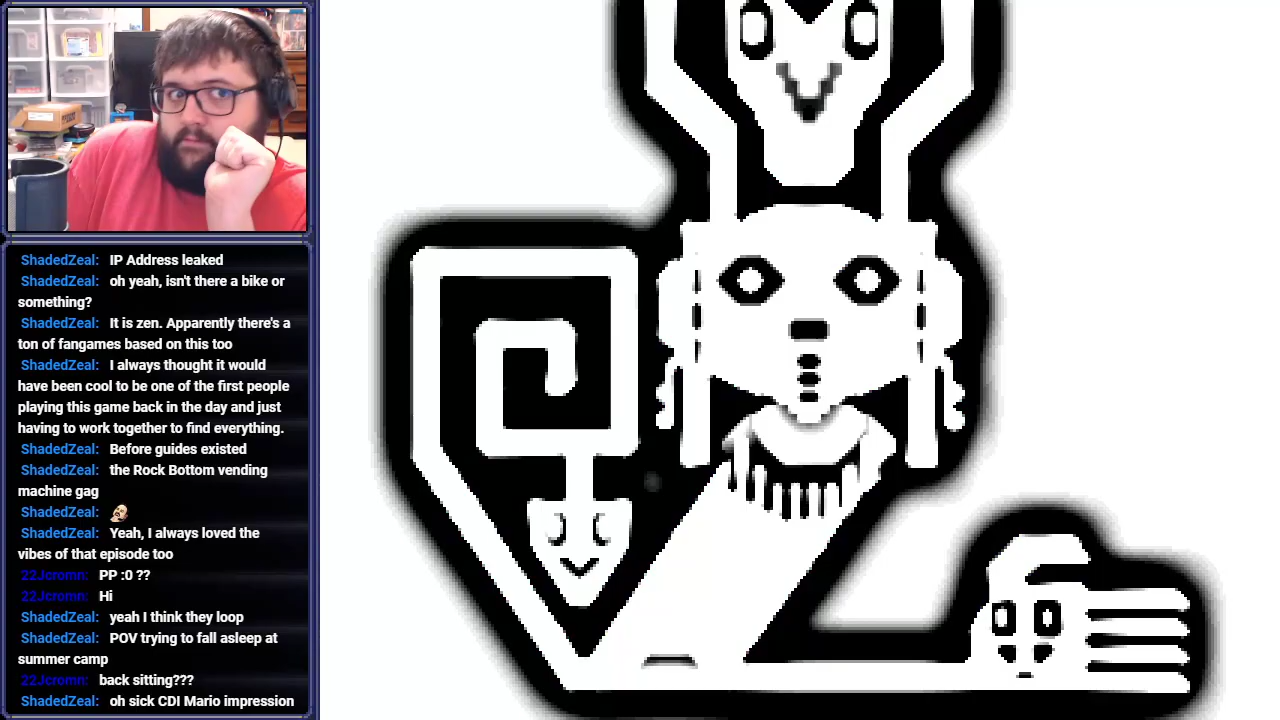 ShadedZeal: IP Address leaked
ShadedZeal: oh yeah, isn't there a bike or
something?
ShadedZeal: It is zen. Apparently there's a
ton of fangames based on this too
ShadedZeal: I always thought it would
have been cool to be one of the first people
playing this game back in the day and just
having to work together to find everything.
ShadedZeal: Before guides existed
ShadedZeal: the Rock Bottom vending
machine gag
ShadedZeal:
ShadedZeal: Yeah, I always loved the
vibes of that episode too
22Jcromn: PP :0 ??
22Jcromn: Hi
ShadedZeal: yeah I think they loop
ShadedZeal: POV trying to fall asleep at
summer camp
22Jcromn: back sitting???
ShadedZeal: oh sick CDI Mario impression